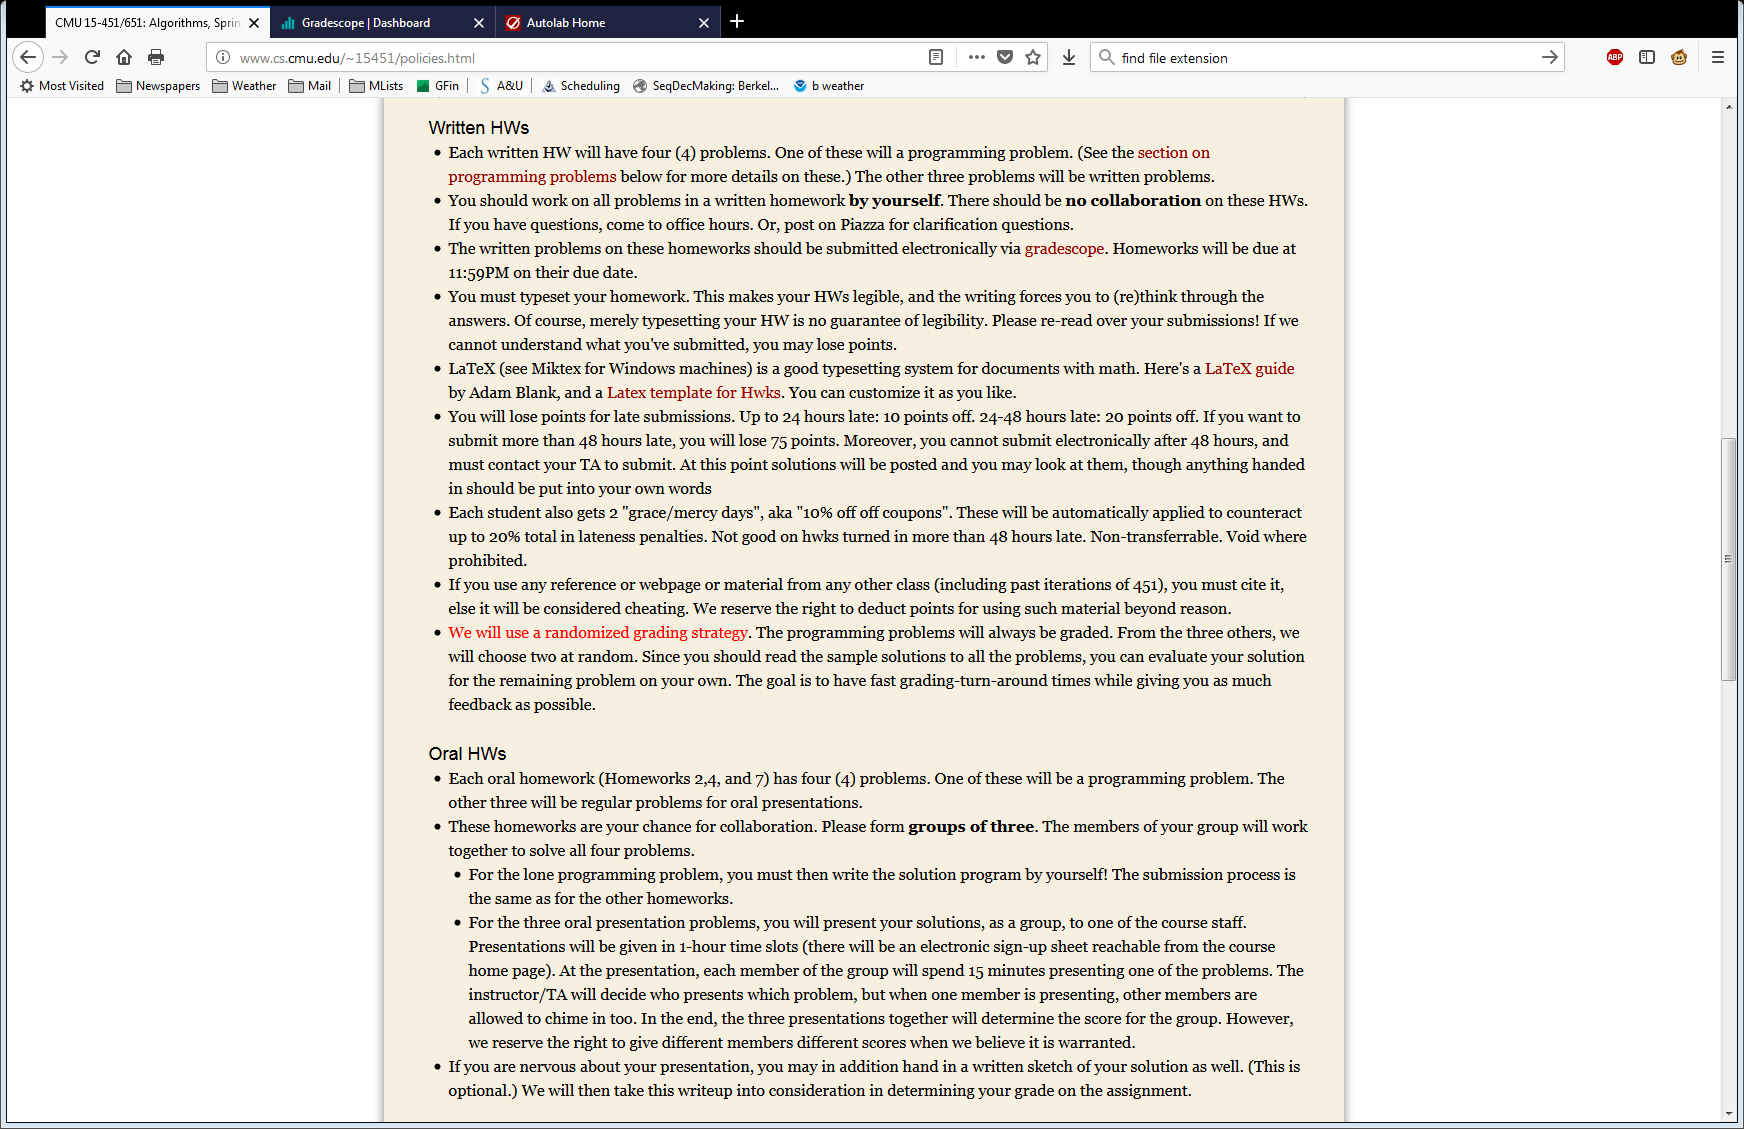 CMU 15-451/651: Algorithms, Sprin
Gradescope | Dashboard
Autolab Home
www.cs.cmu.edu/~15451/policies.html
find file extension
ABP
Most Visited
Newspapers
Weather
Mail
MLists
GFin
A&U
Scheduling
SeqDecMaking: Berkel...
b weather
Written HWs
• Each written HW will have four (4) problems. One of these will a programming problem. (See the section on
programming problems below for more details on these.) The other three problems will be written problems.
• You should work on all problems in a written homework by yourself. There should be no collaboration on these HWs.
If you have questions, come to office hours. Or, post on Piazza for clarification questions.
• The written problems on these homeworks should be submitted electronically via gradescope. Homeworks will be due at
11:59PM on their due date.
• You must typeset your homework. This makes your HWs legible, and the writing forces you to (re)think through the
answers. Of course, merely typesetting your HW is no guarantee of legibility. Please re-read over your submissions! If we
cannot understand what you've submitted, you may lose points.
• LaTeX (see Miktex for Windows machines) is a good typesetting system for documents with math. Here's a LaTeX guide
by Adam Blank, and a Latex template for Hwks. You can customize it as you like.
• You will lose points for late submissions. Up to 24 hours late: 10 points off. 24-48 hours late: 20 points off. If you want to
submit more than 48 hours late, you will lose 75 points. Moreover, you cannot submit electronically after 48 hours, and
must contact your TA to submit. At this point solutions will be posted and you may look at them, though anything handed
in should be put into your own words
• Each student also gets 2 "grace/mercy days", aka "10% off off coupons". These will be automatically applied to counteract
up to 20% total in lateness penalties. Not good on hwks turned in more than 48 hours late. Non-transferrable. Void where
prohibited.
• If you use any reference or webpage or material from any other class (including past iterations of 451), you must cite it,
else it will be considered cheating. We reserve the right to deduct points for using such material beyond reason.
• We will use a randomized grading strategy. The programming problems will always be graded. From the three others, we
will choose two at random. Since you should read the sample solutions to all the problems, you can evaluate your solution
for the remaining problem on your own. The goal is to have fast grading-turn-around times while giving you as much
feedback as possible.
Oral HWs
• Each oral homework (Homeworks 2,4, and 7) has four (4) problems. One of these will be a programming problem. The
other three will be regular problems for oral presentations.
• These homeworks are your chance for collaboration. Please form groups of three. The members of your group will work
together to solve all four problems.
• For the lone programming problem, you must then write the solution program by yourself! The submission process is
the same as for the other homeworks.
• For the three oral presentation problems, you will present your solutions, as a group, to one of the course staff.
Presentations will be given in 1-hour time slots (there will be an electronic sign-up sheet reachable from the course
home page). At the presentation, each member of the group will spend 15 minutes presenting one of the problems. The
instructor/TA will decide who presents which problem, but when one member is presenting, other members are
allowed to chime in too. In the end, the three presentations together will determine the score for the group. However,
we reserve the right to give different members different scores when we believe it is warranted.
• If you are nervous about your presentation, you may in addition hand in a written sketch of your solution as well. (This is
optional.) We will then take this writeup into consideration in determining your grade on the assignment.